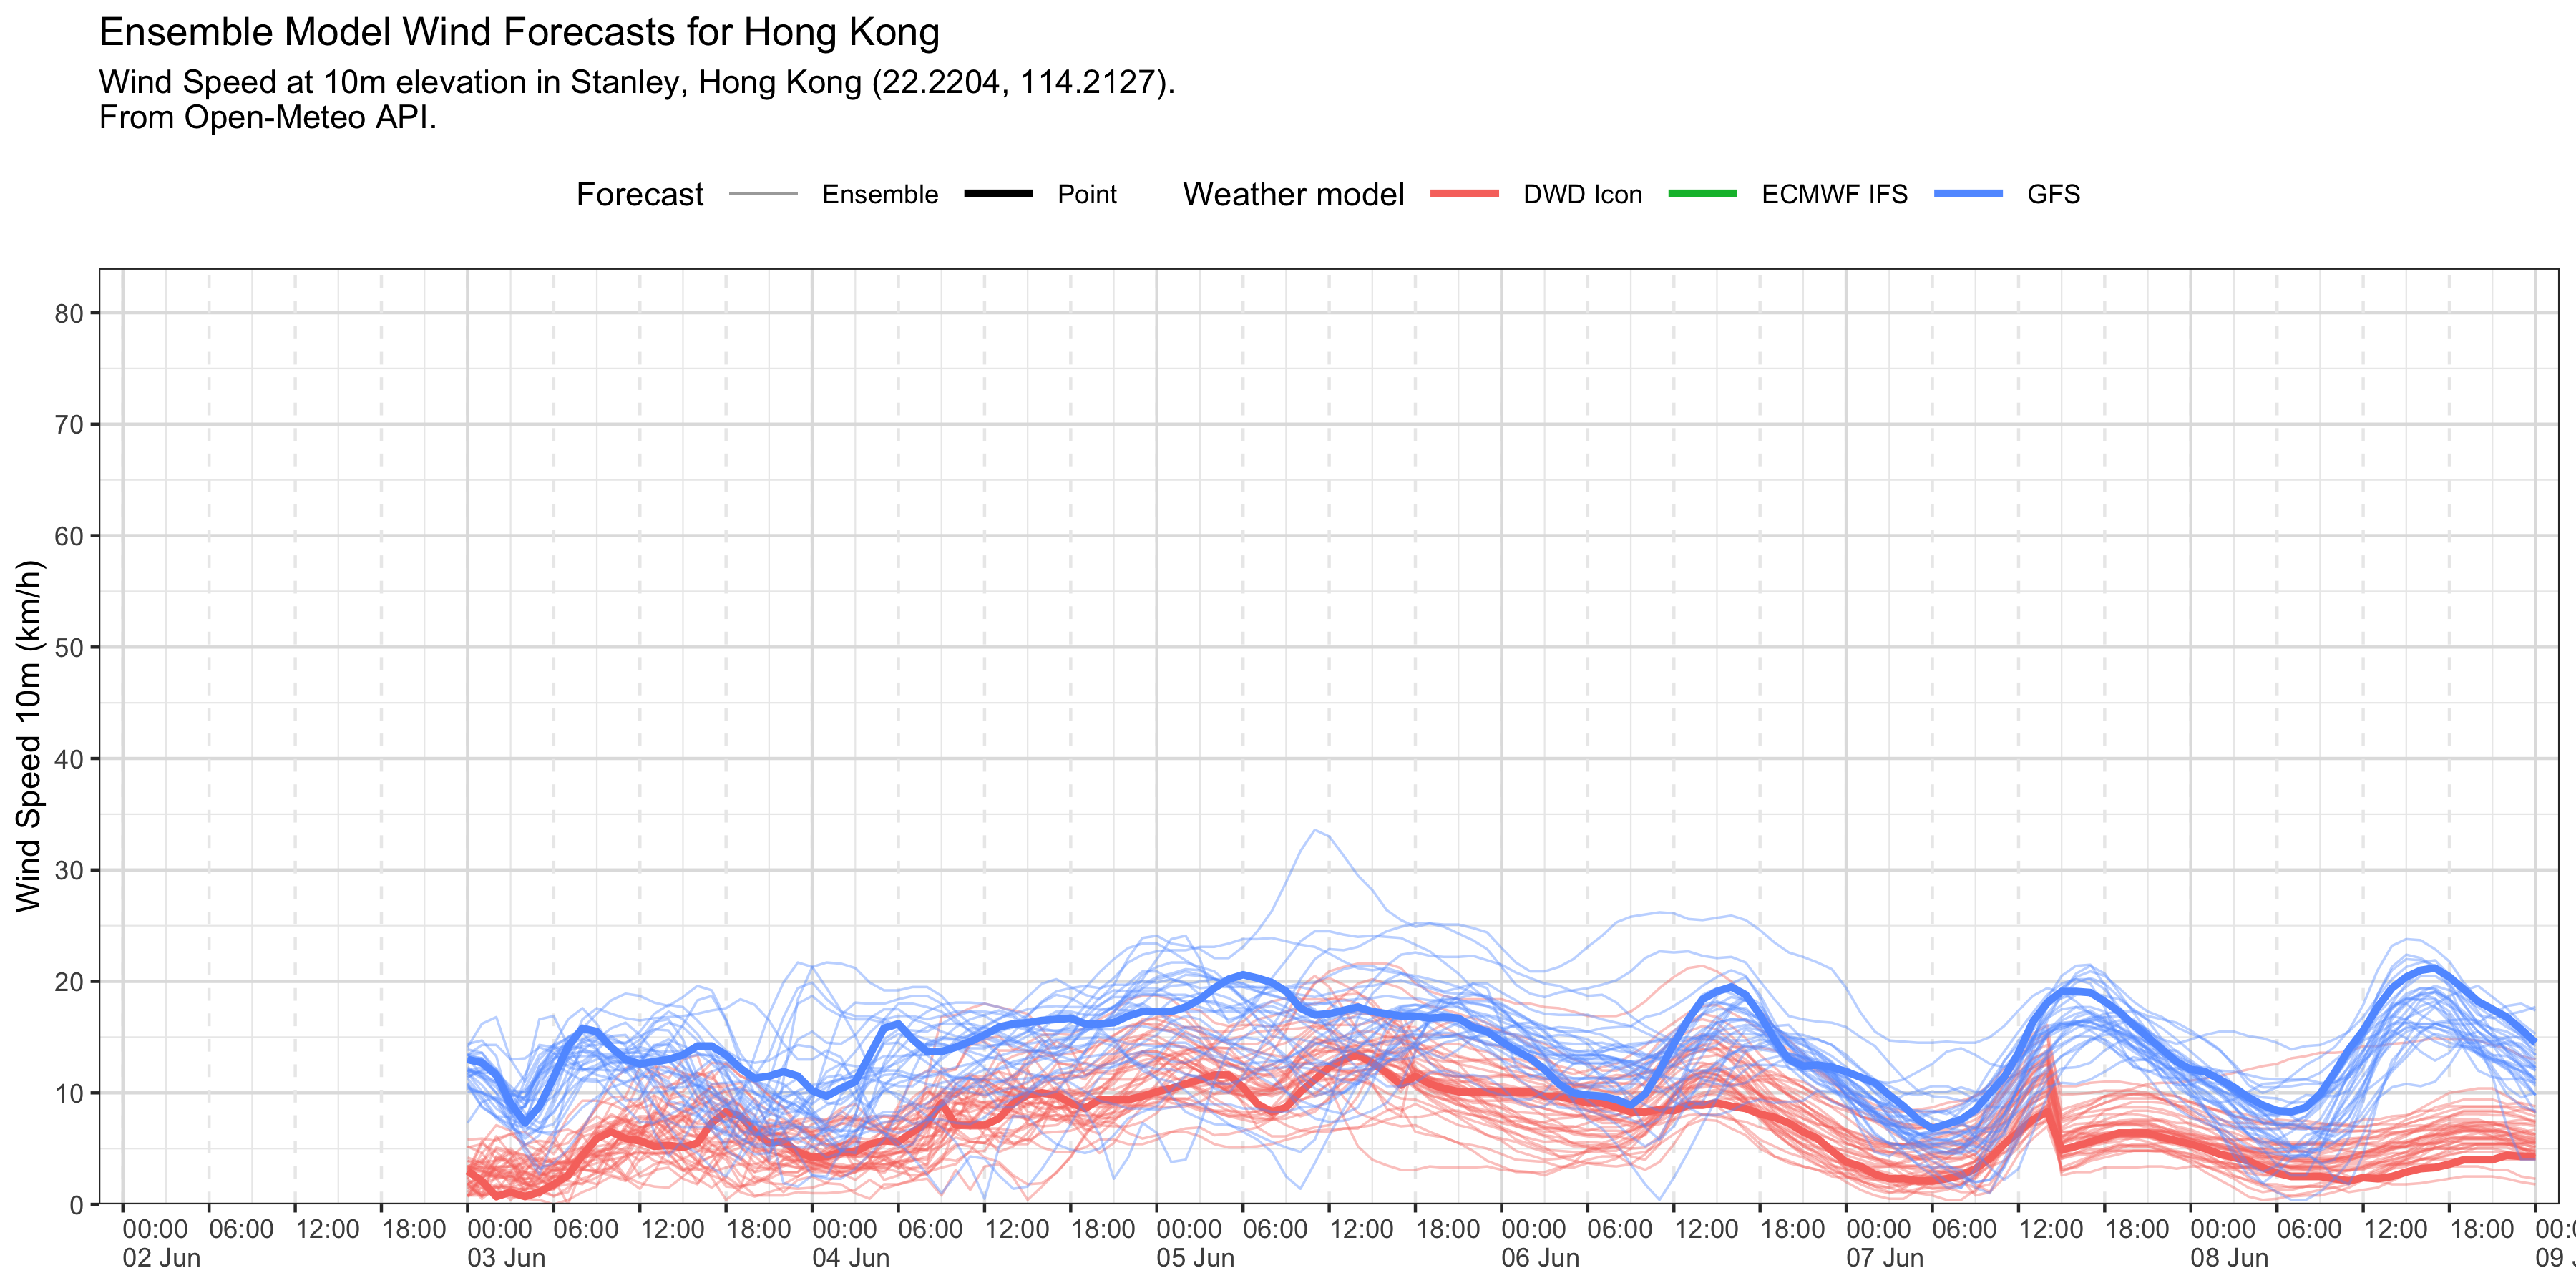 Ensemble Model Wind Forecasts for Hong Kong
Wind Speed at 10m elevation in Stanley, Hong Kong (22.2204, 114.2127).
From Open-Meteo API.
Forecast Ensemble Point Weather model DWD Icon ECMWF IFS GFS
Wind Speed 10m (km/h)
80
70
60
50
40
30
20
10
0
00:00 06:00 12:00 18:00 00:00 06:00 12:00 18:00 00:00 06:00 12:00 18:00 00:00 06:00 12:00 18:00 00:00 06:00 12:00 18:00 00:00 06:00 12:00 18:00 00:00 06:00 12:00 18:00
02 Jun 03 Jun 04 Jun 05 Jun 06 Jun 07 Jun 08 Jun 09